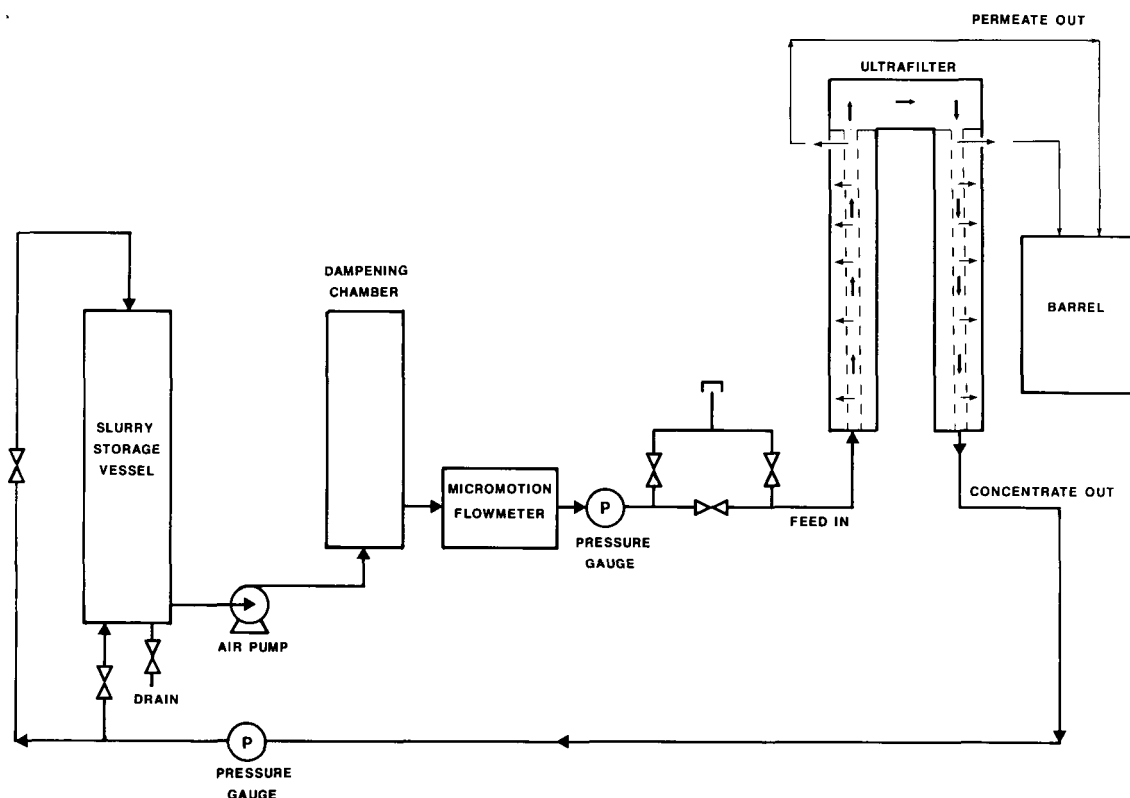 PERMEATE OUT
ULTRAFILTER
DAMPENING
CHAMBER
BARREL
SLURRY
STORAGE
VESSEL
MICROMOTION
FLOWMETER
CONCENTRATE OUT
P
FEED IN
PRESSURE
GAUGE
AIR PUMP
DRAIN
P
PRESSURE
GAUGE